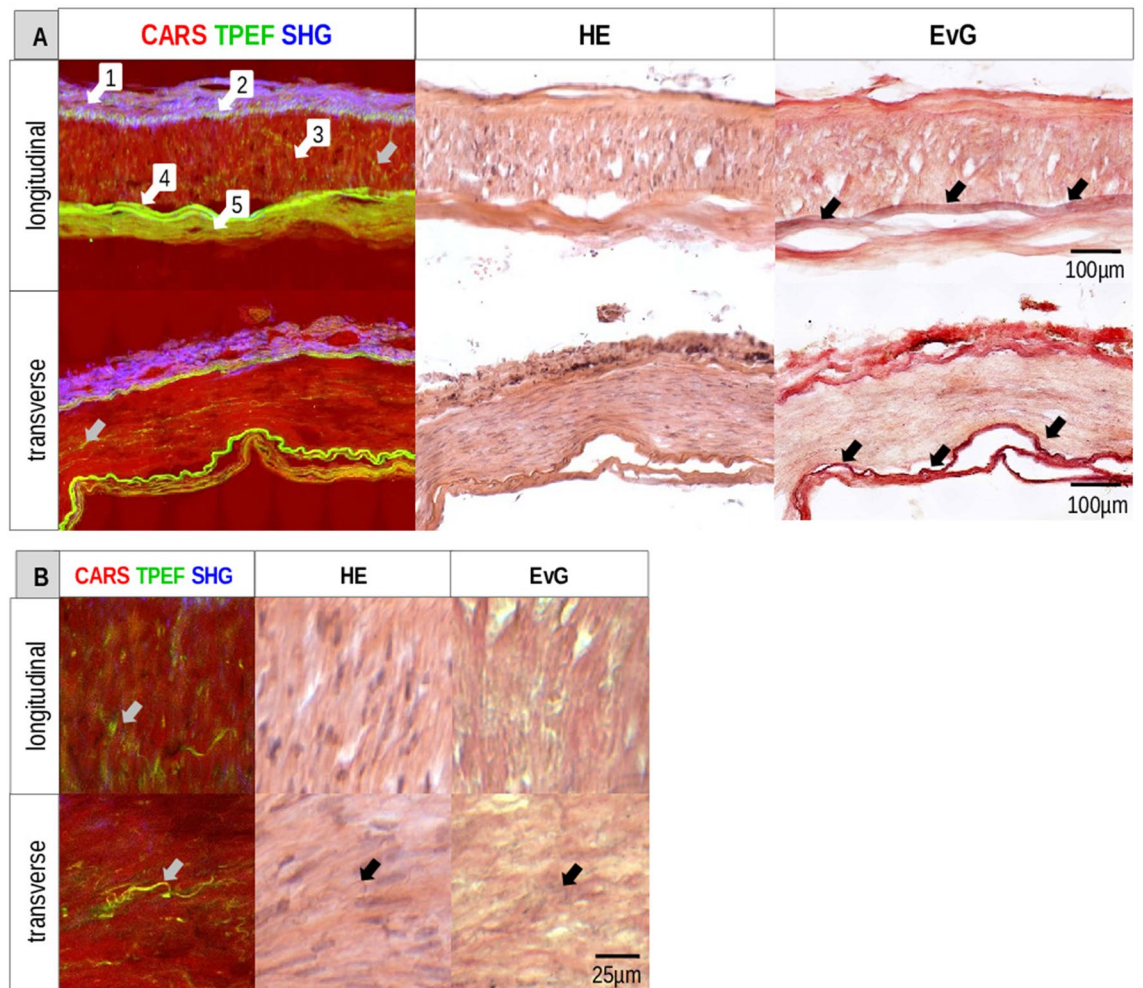 A CARS TPEF SHG HE EvG
longitudinal
1
2
3
4
5
100µm
transverse
100µm
B CARS TPEF SHG HE EvG
longitudinal
transverse
25µm